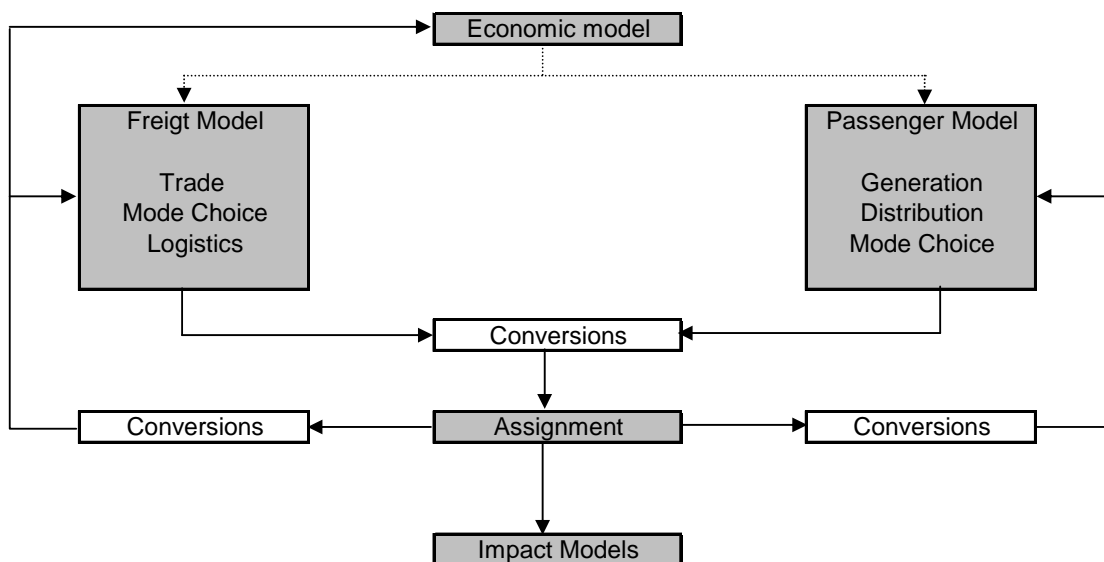 Economic model
Freigt Model
Trade
Mode Choice
Logistics
Passenger Model
Generation
Distribution
Mode Choice
Conversions
Conversions
Assignment
Conversions
Impact Models